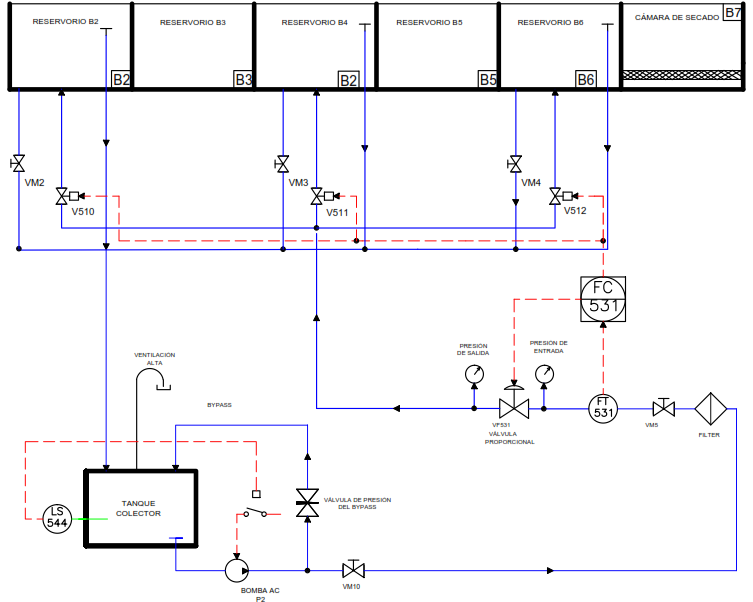 RESERVORIO B2
RESERVORIO B3
RESERVORIO B4
RESERVORIO B5
RESERVORIO B6
CÁMARA DE SECADO
B7
B2
B3
B2
B5
B6
VM2
V510
VM3
V511
VM4
V512
FC
531
PRESIÓN
DE SALIDA
PRESIÓN DE
ENTRADA
VENTILACIÓN
ALTA
BYPASS
FT
531
VF531
VÁLVULA
PROPORCIONAL
VM5
FILTER
LS
544
TANQUE
COLECTOR
VÁLVULA DE PRESIÓN
DEL BYPASS
BOMBA AC
P2
VM10